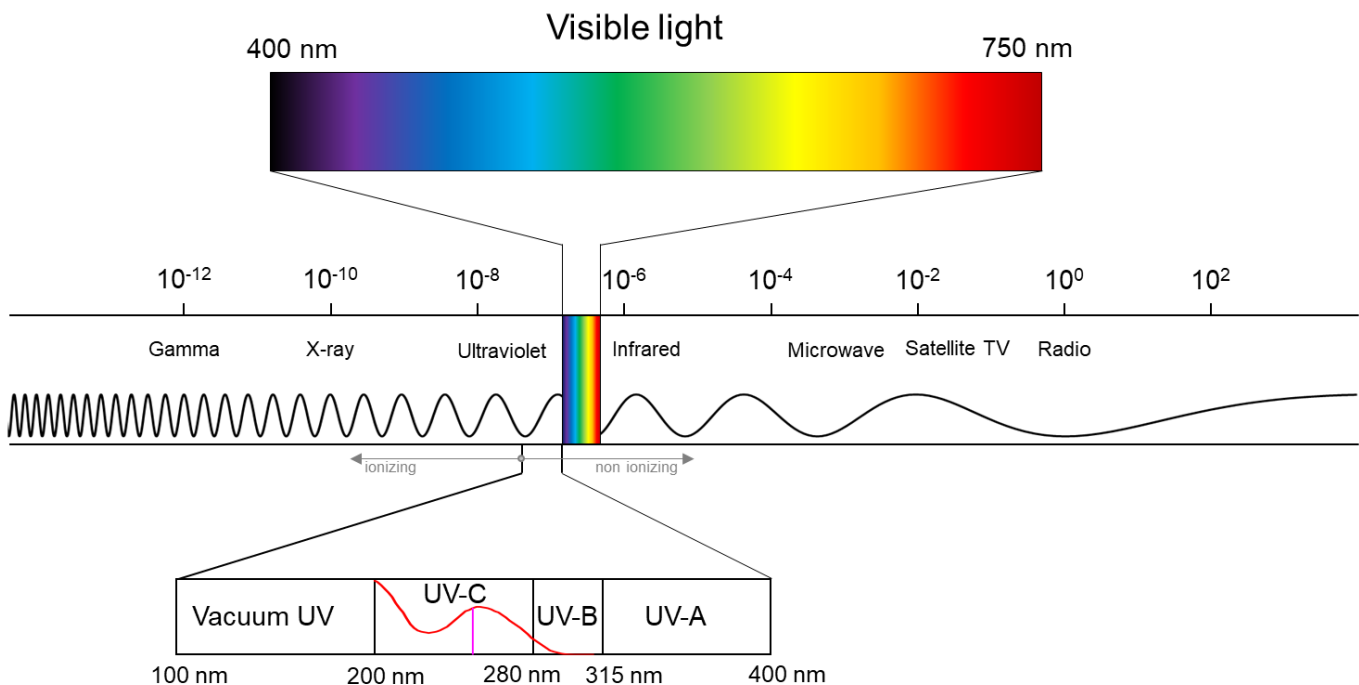 Visible light
400 nm 750 nm
10-12 10-10 10-8 10-6 10-4 10-2 100 102
Gamma X-ray Ultraviolet Infrared Microwave Satellite TV Radio
ionizing non ionizing
Vacuum UV UV-C UV-B UV-A
100 nm 200 nm 280 nm 315 nm 400 nm